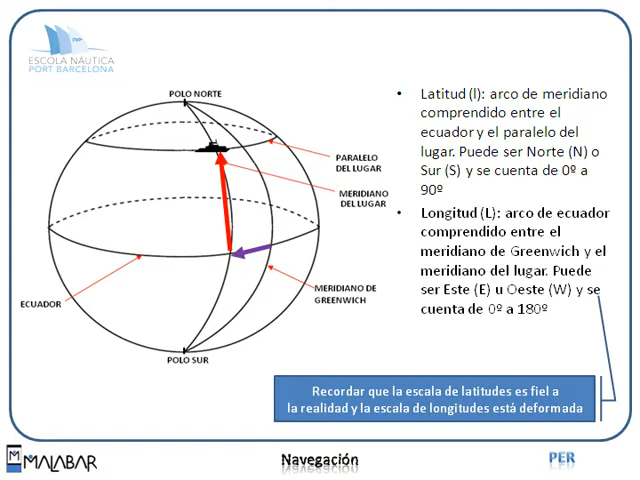 ESCOLA NÀUTICA
PORT BARCELONA
POLO NORTE
PARALELO
DEL LUGAR
MERIDIANO
DEL LUGAR
MERIDIANO DE
GREENWICH
ECUADOR
POLO SUR
• Latitud (l): arco de meridiano
comprendido entre el
ecuador y el paralelo del
lugar. Puede ser Norte (N) o
Sur (S) y se cuenta de 0º a
90º
• Longitud (L): arco de ecuador
comprendido entre el
meridiano de Greenwich y el
meridiano del lugar. Puede
ser Este (E) u Oeste (W) y se
cuenta de 0º a 180º
Recordar que la escala de latitudes es fiel a
la realidad y la escala de longitudes está deformada
MALABAR
Navegación
PER